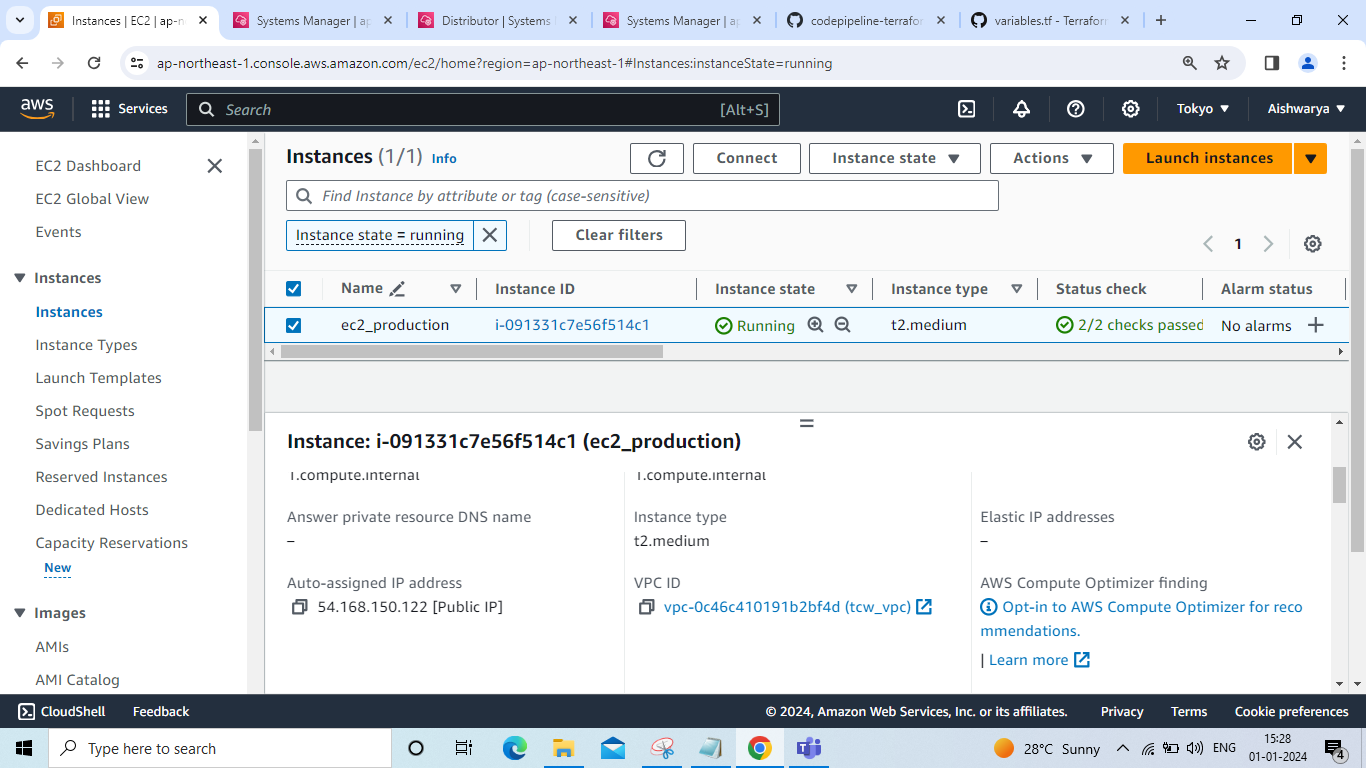 Instances | EC2 | ap-n
Systems Manager | ap
Distributor | Systems
Systems Manager | ap
codepipeline-terrafor
variables.tf - Terraform
ap-northeast-1.console.aws.amazon.com/ec2/home?region=ap-northeast-1#Instances:instanceState=running
aws
Services
Search
[Alt+S]
Tokyo
Aishwarya
EC2 Dashboard
EC2 Global View
Events
Instances
Instances
Instance Types
Launch Templates
Spot Requests
Savings Plans
Reserved Instances
Dedicated Hosts
Capacity Reservations
New
Images
AMIs
AMI Catalog
Instances (1/1) Info
Connect
Instance state
Actions
Launch instances
Find Instance by attribute or tag (case-sensitive)
Instance state = running
Clear filters
1
Name Instance ID Instance state Instance type Status check Alarm status
ec2_production i-091331c7e56f514c1 Running t2.medium 2/2 checks passed No alarms
Instance: i-091331c7e56f514c1 (ec2_production)
1.compute.internal
1.compute.internal
Answer private resource DNS name
–
Instance type
t2.medium
Elastic IP addresses
–
Auto-assigned IP address
54.168.150.122 [Public IP]
VPC ID
vpc-0c46c410191b2bf4d (tcw_vpc)
AWS Compute Optimizer finding
Opt-in to AWS Compute Optimizer for reco
mmendations.
| Learn more
CloudShell
Feedback
© 2024, Amazon Web Services, Inc. or its affiliates.
Privacy
Terms
Cookie preferences
Type here to search
28°C Sunny
ENG
15:28
01-01-2024
4